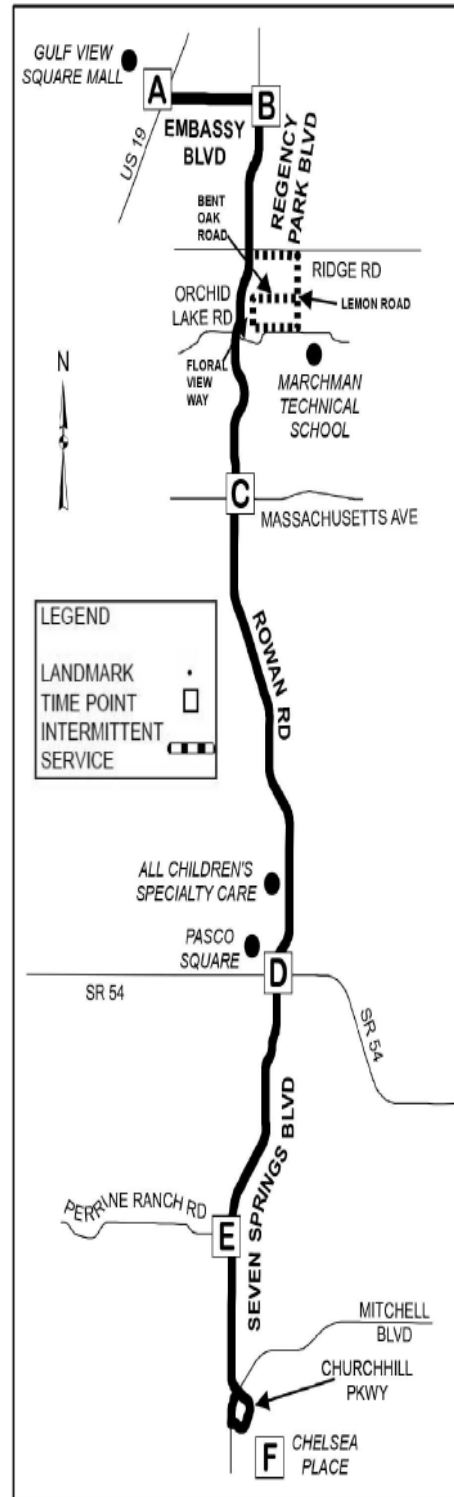 GULF VIEW
SQUARE MALL
A
B
US 19
EMBASSY
BLVD
REGENCY
PARK BLVD
BENT
OAK
ROAD
RIDGE RD
ORCHID
LAKE RD
LEMON ROAD
N
FLORAL
VIEW
WAY
MARCHMAN
TECHNICAL
SCHOOL
C
MASSACHUSETTS AVE
LEGEND
LANDMARK
TIME POINT
INTERMITTENT
SERVICE
ROWAN RD
ALL CHILDREN'S
SPECIALTY CARE
PASCO
SQUARE
D
SR 54
SR 54
SEVEN SPRINGS BLVD
PERRINE RANCH RD
E
MITCHELL
BLVD
CHURCHHILL
PKWY
F
CHELSEA
PLACE